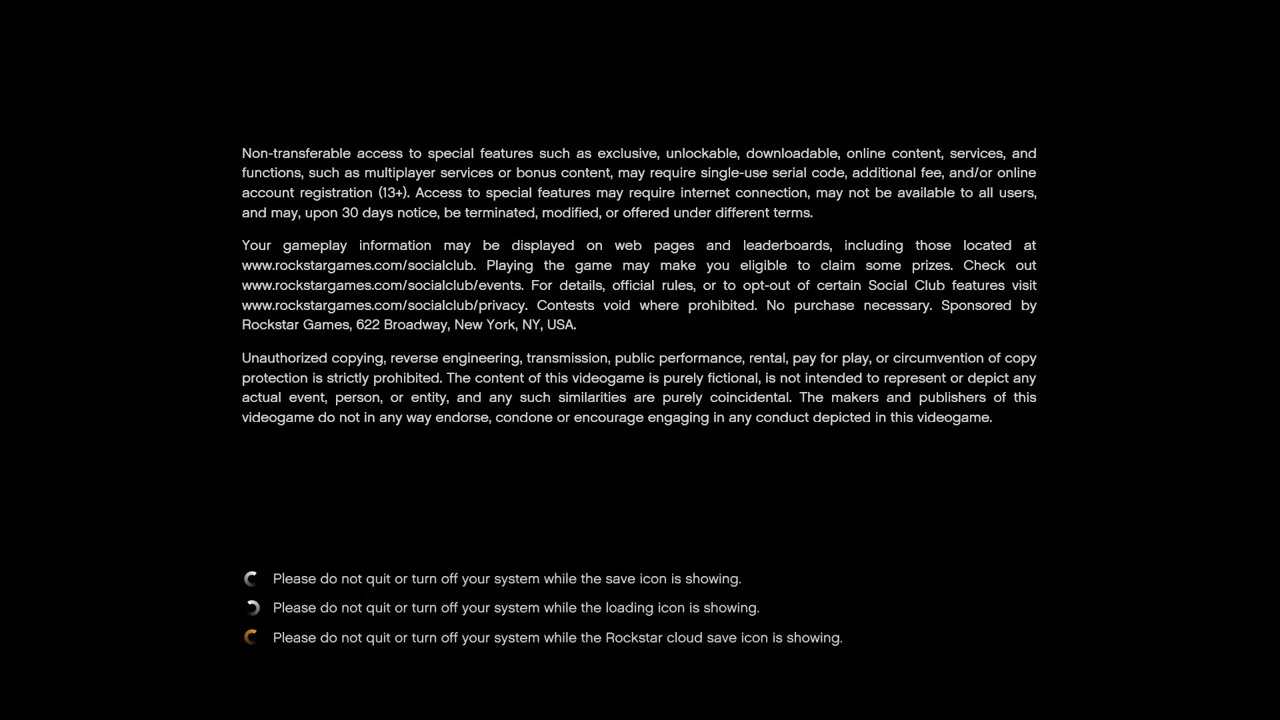 Non-transferable access to special features such as exclusive, unlockable, downloadable, online content, services, and
functions, such as multiplayer services or bonus content, may require single-use serial code, additional fee, and/or online
account registration (13+). Access to special features may require internet connection, may not be available to all users,
and may, upon 30 days notice, be terminated, modified, or offered under different terms.
Your gameplay information may be displayed on web pages and leaderboards, including those located at
www.rockstargames.com/socialclub. Playing the game may make you eligible to claim some prizes. Check out
www.rockstargames.com/socialclub/events. For details, official rules, or to opt-out of certain Social Club features visit
www.rockstargames.com/socialclub/privacy. Contests void where prohibited. No purchase necessary. Sponsored by
Rockstar Games, 622 Broadway, New York, NY, USA.
Unauthorized copying, reverse engineering, transmission, public performance, rental, pay for play, or circumvention of copy
protection is strictly prohibited. The content of this videogame is purely fictional, is not intended to represent or depict any
actual event, person, or entity, and any such similarities are purely coincidental. The makers and publishers of this
videogame do not in any way endorse, condone or encourage engaging in any conduct depicted in this videogame.
Please do not quit or turn off your system while the save icon is showing.
Please do not quit or turn off your system while the loading icon is showing.
Please do not quit or turn off your system while the Rockstar cloud save icon is showing.